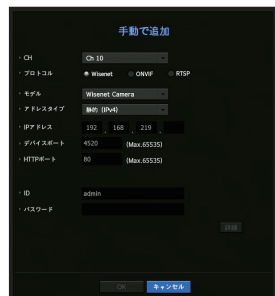 手動で追加
CH Ch 10
プロトコル Wisenet ONVIF RTSP
モデル Wisenet Camera
アドレスタイプ 静的 (IPv4)
IPアドレス 192 . 168 . 219 .
デバイスポート 4520 (Max.65535)
HTTPポート 80 (Max.65535)
ID admin
パスワード
詳細
OK キャンセル